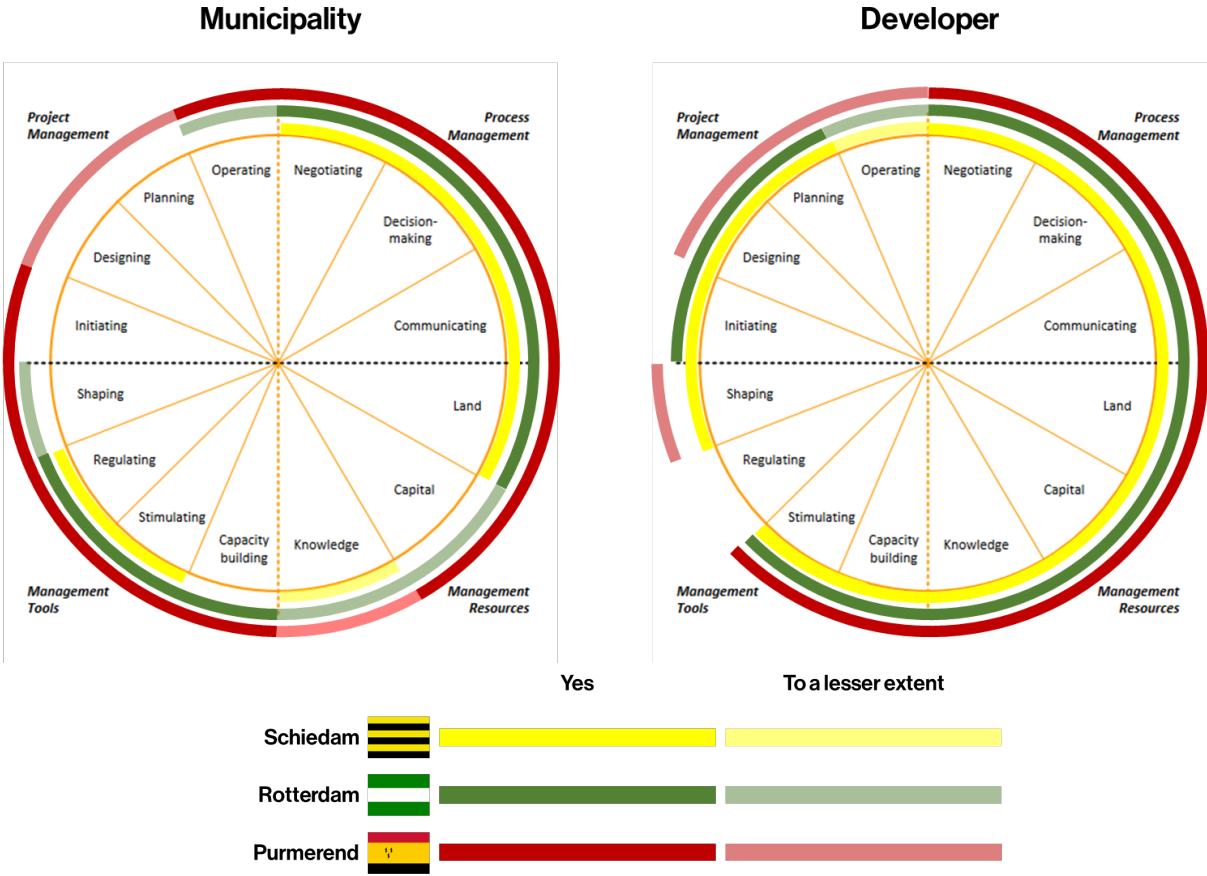 Municipality
Developer
Project
Management
Process
Management
Operating
Negotiating
Planning
Decision-
making
Designing
Initiating
Communicating
Shaping
Land
Regulating
Capital
Stimulating
Capacity
building
Knowledge
Management
Tools
Management
Resources
Project
Management
Process
Management
Operating
Negotiating
Planning
Decision-
making
Designing
Initiating
Communicating
Shaping
Land
Regulating
Capital
Stimulating
Capacity
building
Knowledge
Management
Tools
Management
Resources
Yes
To a lesser extent
Schiedam
Rotterdam
Purmerend